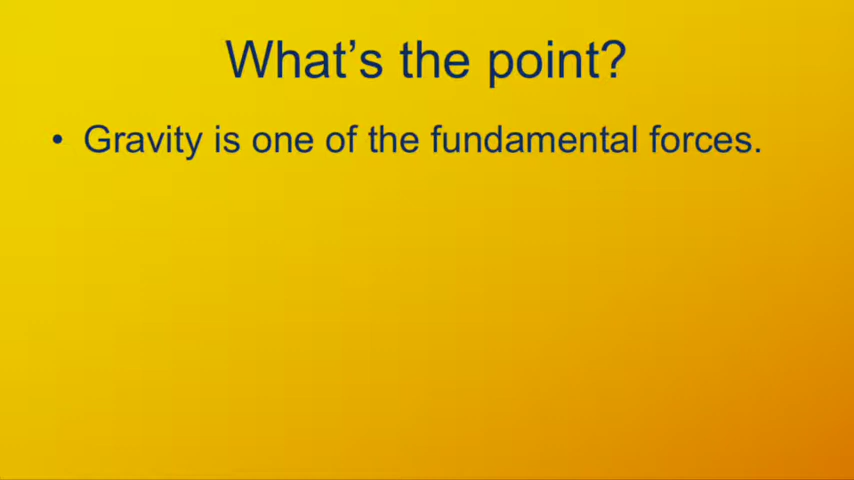 What’s the point?
• Gravity is one of the fundamental forces.